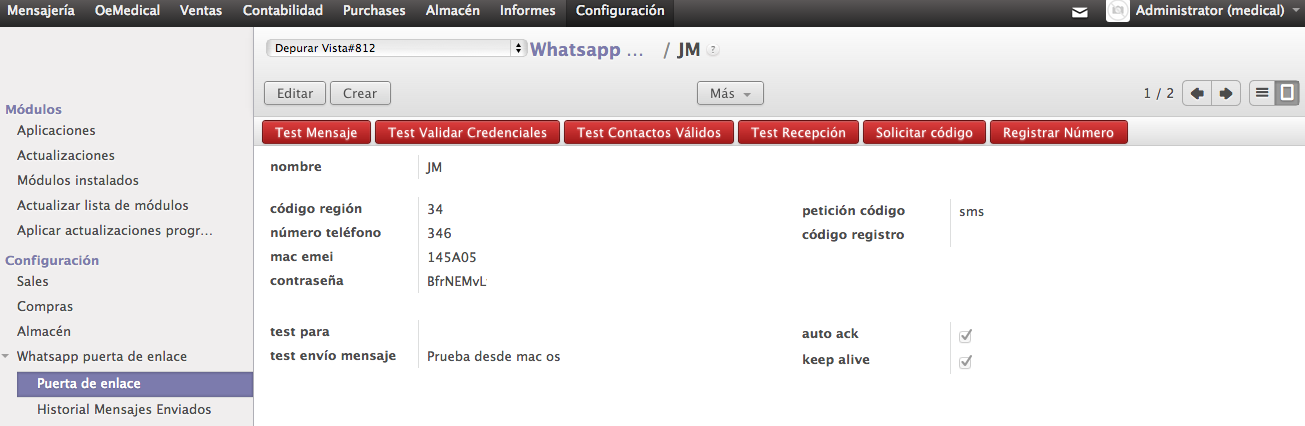 Mensajería OeMedical Ventas Contabilidad Purchases Almacén Informes Configuración Administrator (medical)
Depurar Vista#812 Whatsapp ... / JM ?
Editar Crear Más 1 / 2
Módulos
Aplicaciones
Actualizaciones
Módulos instalados
Actualizar lista de módulos
Aplicar actualizaciones progr...
Configuración
Sales
Compras
Almacén
Whatsapp puerta de enlace
Puerta de enlace
Historial Mensajes Enviados
Test Mensaje Test Validar Credenciales Test Contactos Válidos Test Recepción Solicitar código Registrar Número
nombre JM
código región 34
número teléfono 346
mac emei 145A05
contraseña BfrNEMvL
petición código sms
código registro
test para
test envío mensaje Prueba desde mac os
auto ack
keep alive